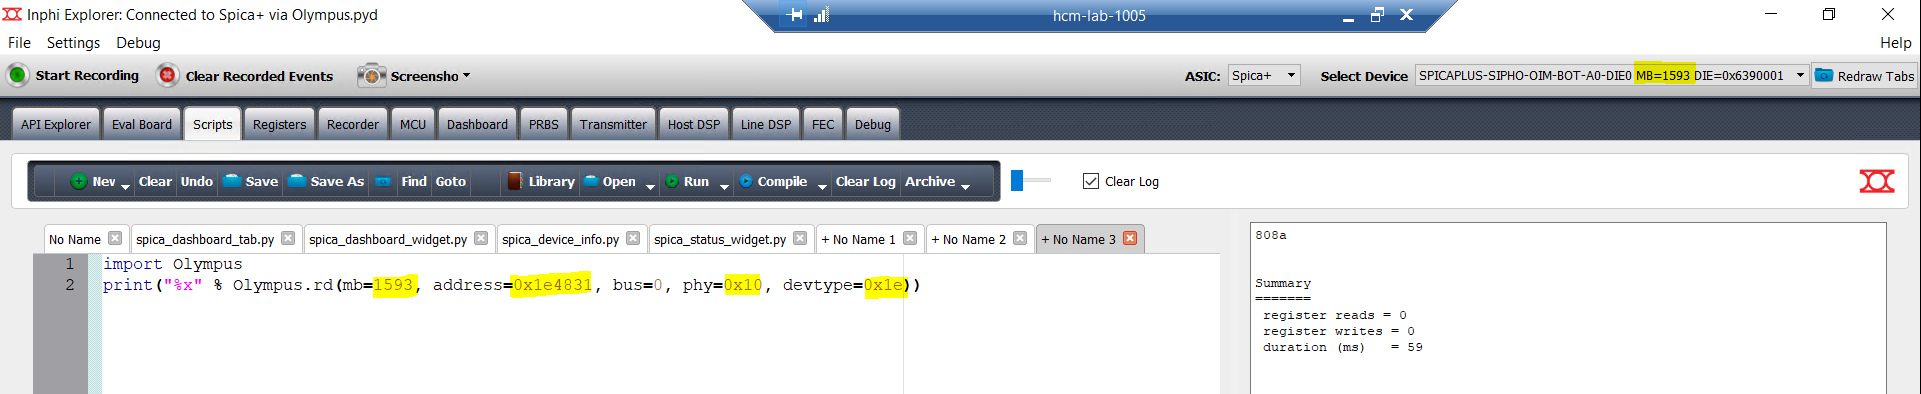 Inphi Explorer: Connected to Spica+ via Olympus.pyd
hcm-lab-1005
File Settings Debug Help
Start Recording Clear Recorded Events Screensho ASIC: Spica+ Select Device SPICAPLUS-SIPHO-OIM-BOT-A0-DIE0 MB=1593 DIE=0x6390001 Redraw Tabs
API Explorer Eval Board Scripts Registers Recorder MCU Dashboard PRBS Transmitter Host DSP Line DSP FEC Debug
New Clear Undo Save Save As Find Goto Library Open Run Compile Clear Log Archive Clear Log
No Name spica_dashboard_tab.py spica_dashboard_widget.py spica_device_info.py spica_status_widget.py + No Name 1 + No Name 2 + No Name 3
1 import Olympus
2 print("%x" % Olympus.rd(mb=1593, address=0x1e4831, bus=0, phy=0x10, devtype=0x1e))
808a
Summary
=======
register reads = 0
register writes = 0
duration (ms) = 59